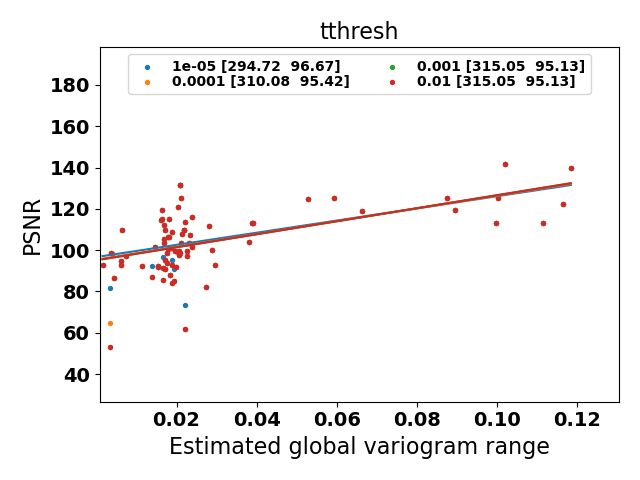 tthresh
1e-05 [294.72  96.67]
0.0001 [310.08  95.42]
0.001 [315.05  95.13]
0.01 [315.05  95.13]
PSNR
180
160
140
120
100
80
60
40
0.02 0.04 0.06 0.08 0.10 0.12
Estimated global variogram range